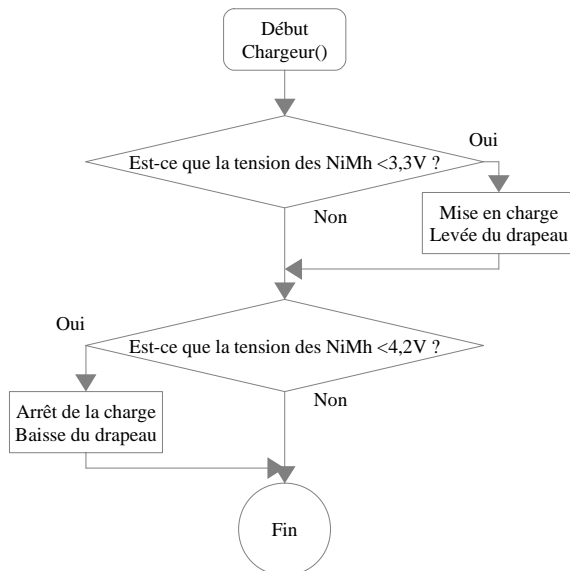 Début
Chargeur()
Oui
Est-ce que la tension des NiMh <3,3V ?
Mise en charge
Levée du drapeau
Non
Oui
Est-ce que la tension des NiMh <4,2V ?
Non
Arrêt de la charge
Baisse du drapeau
Fin